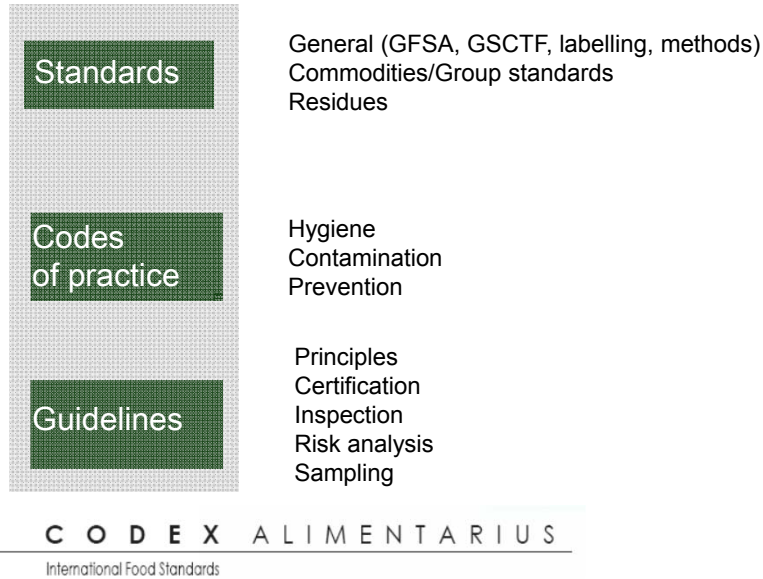 Standards
General (GFSA, GSCTF, labelling, methods)
Commodities/Group standards
Residues
Codes
of practice
Hygiene
Contamination
Prevention
Guidelines
Principles
Certification
Inspection
Risk analysis
Sampling
CODEX ALIMENTARIUS
International Food Standards